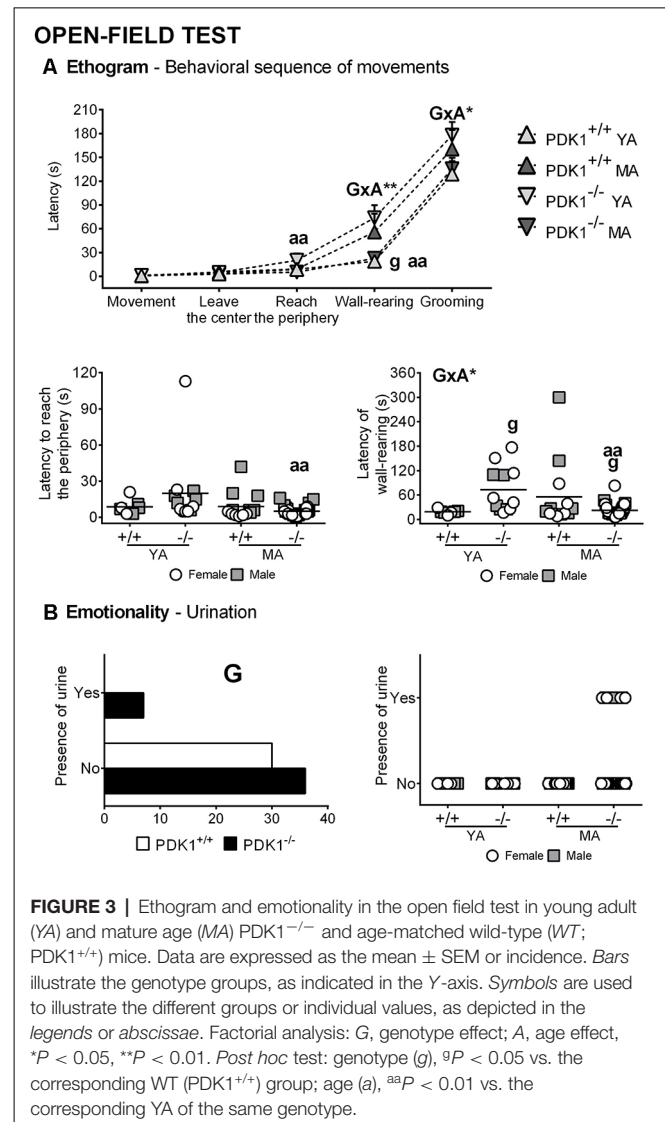 OPEN-FIELD TEST
A Ethogram - Behavioral sequence of movements
GxA*
GxA**
aa
g aa
Latency (s)
210
180
150
120
90
60
30
0
Movement
Leave the center
Reach the periphery
Wall-rearing
Grooming
PDK1+/+ YA
PDK1+/+ MA
PDK1-/- YA
PDK1-/- MA
Latency to reach
the periphery (s)
120
90
60
30
0
aa
+/+ -/- +/+ -/-
YA MA
Female Male
Latency of
wall-rearing (s)
360
300
240
180
120
60
0
GxA*
g
aa
g
+/+ -/- +/+ -/-
YA MA
Female Male
B Emotionality - Urination
Presence of urine
Yes
No
G
0 10 20 30 40
PDK1+/+ PDK1-/-
Presence of urine
Yes
No
+/+ -/- +/+ -/-
YA MA
Female Male
FIGURE 3 | Ethogram and emotionality in the open field test in young adult
(YA) and mature age (MA) PDK1−/− and age-matched wild-type (WT;
PDK1+/+) mice. Data are expressed as the mean ± SEM or incidence. Bars
illustrate the genotype groups, as indicated in the Y-axis. Symbols are used
to illustrate the different groups or individual values, as depicted in the
legends or abscissae. Factorial analysis: G, genotype effect; A, age effect,
*P < 0.05, **P < 0.01. Post hoc test: genotype (g), gP < 0.05 vs. the
corresponding WT (PDK1+/+) group; age (a), aaP < 0.01 vs. the
corresponding YA of the same genotype.